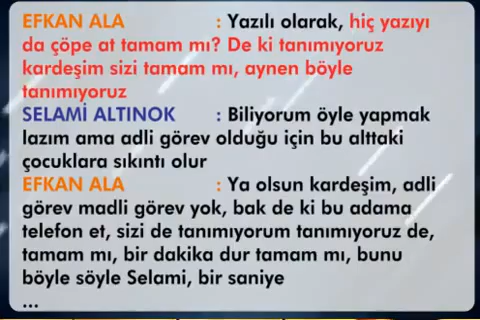 EFKAN ALA : Yazılı olarak, hiç yazıyı
da çöpe at tamam mı? De ki tanımıyoruz
kardeşim sizi tamam mı, aynen böyle
tanımıyoruz
SELAMİ ALTINOK : Biliyorum öyle yapmak
lazım ama adli görev olduğu için bu alttaki
çocuklara sıkıntı olur
EFKAN ALA : Ya olsun kardeşim, adli
görev madli görev yok, bak de ki bu adama
telefon et, sizi de tanımıyorum tanımıyoruz de,
tamam mı, bir dakika dur tamam mı, bunu
böyle söyle Selami, bir saniye
...